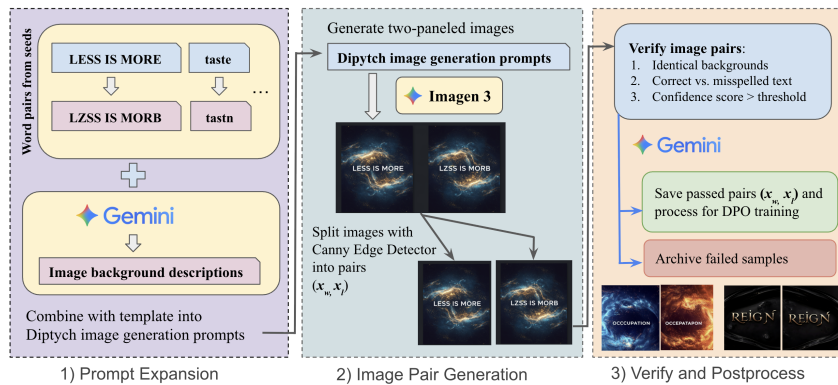 Word pairs from seeds
LESS IS MORE
taste
LZSS IS MORB
tastn
...
Gemini
Image background descriptions
Combine with template into
Diptych image generation prompts
1) Prompt Expansion
Generate two-paneled images
Dipytch image generation prompts
Imagen 3
LESS IS MORE
LZSS IS MORB
Split images with
Canny Edge Detector
into pairs
(x_w, x_l)
LESS IS MORE
LZSS IS MORB
2) Image Pair Generation
Verify image pairs:
1. Identical backgrounds
2. Correct vs. misspelled text
3. Confidence score > threshold
Gemini
Save passed pairs (x_w, x_l) and
process for DPO training
Archive failed samples
OCCCUPATION
OCCEPATAPON
REIGN
REIGN
3) Verify and Postprocess